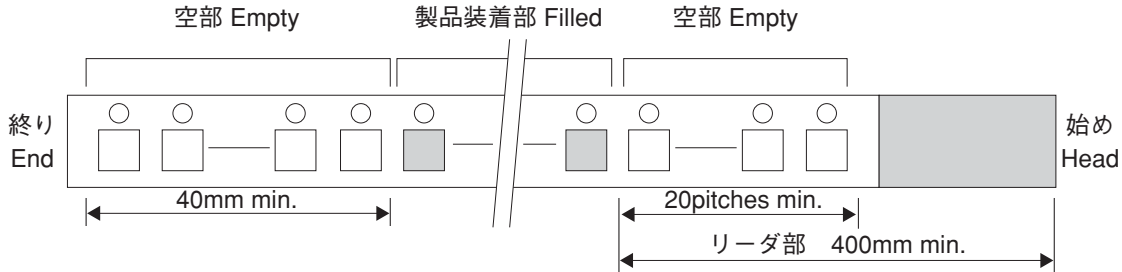 空部 Empty
製品装着部 Filled
空部 Empty
終り
End
始め
Head
40mm min.
20pitches min.
リーダ部 400mm min.